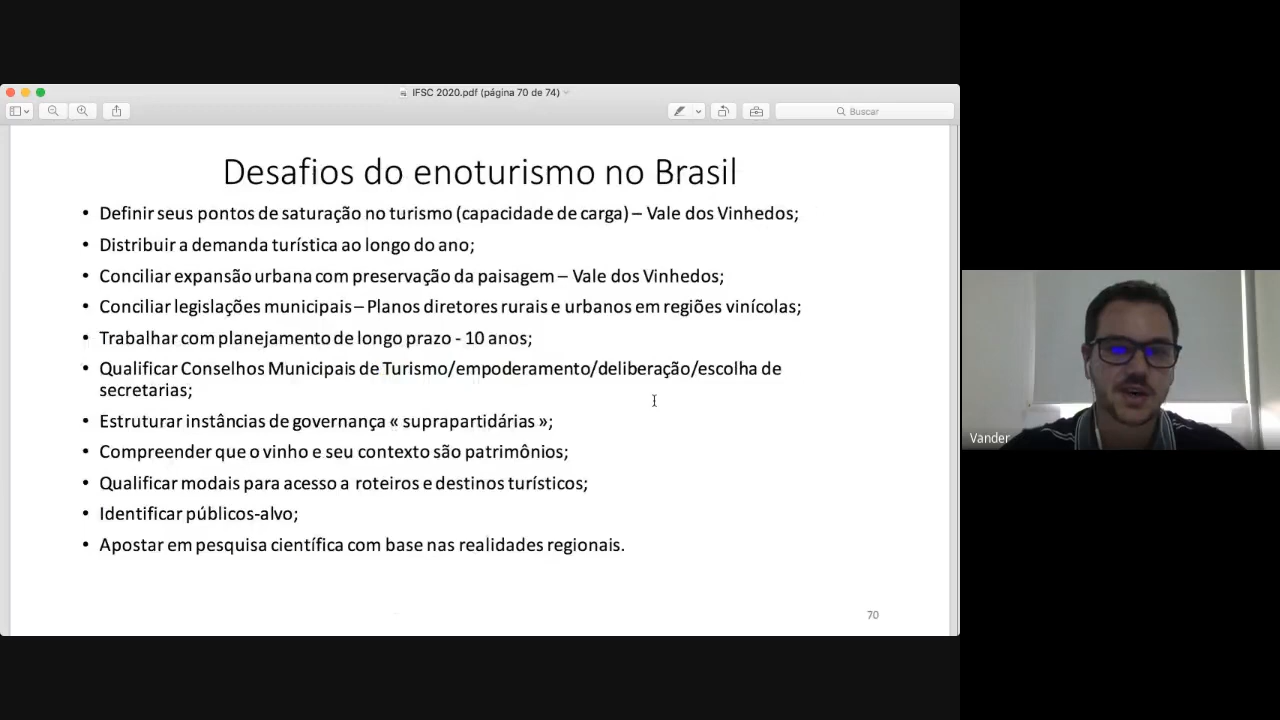 IFSC 2020.pdf (página 70 de 74)
Buscar
Desafios do enoturismo no Brasil
• Definir seus pontos de saturação no turismo (capacidade de carga) – Vale dos Vinhedos;
• Distribuir a demanda turística ao longo do ano;
• Conciliar expansão urbana com preservação da paisagem – Vale dos Vinhedos;
• Conciliar legislações municipais – Planos diretores rurais e urbanos em regiões vinícolas;
• Trabalhar com planejamento de longo prazo - 10 anos;
• Qualificar Conselhos Municipais de Turismo/empoderamento/deliberação/escolha de
secretarias;
• Estruturar instâncias de governança « suprapartidárias »;
• Compreender que o vinho e seu contexto são patrimônios;
• Qualificar modais para acesso a roteiros e destinos turísticos;
• Identificar públicos-alvo;
• Apostar em pesquisa científica com base nas realidades regionais.
70
Vander